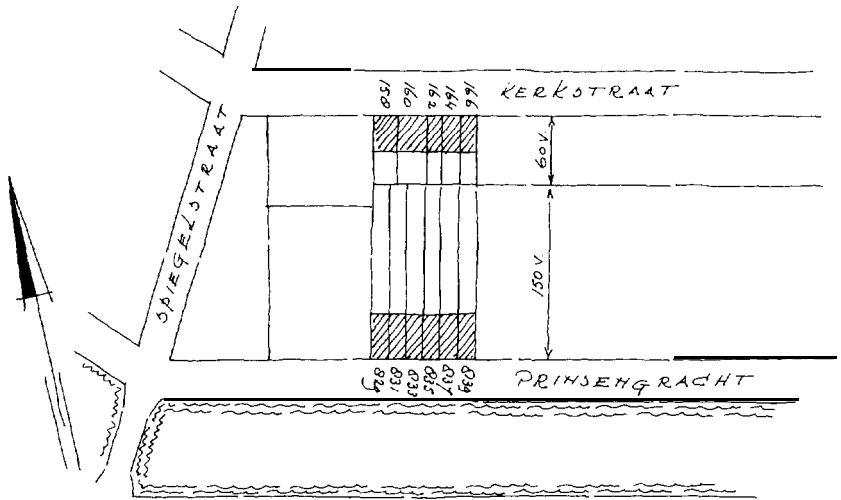 158 160 162 164 166
KERKSTRAAT
60 V.
SPIEGELSTRAAT
150 V.
829 831 833 835 837 839
PRINSENGRACHT